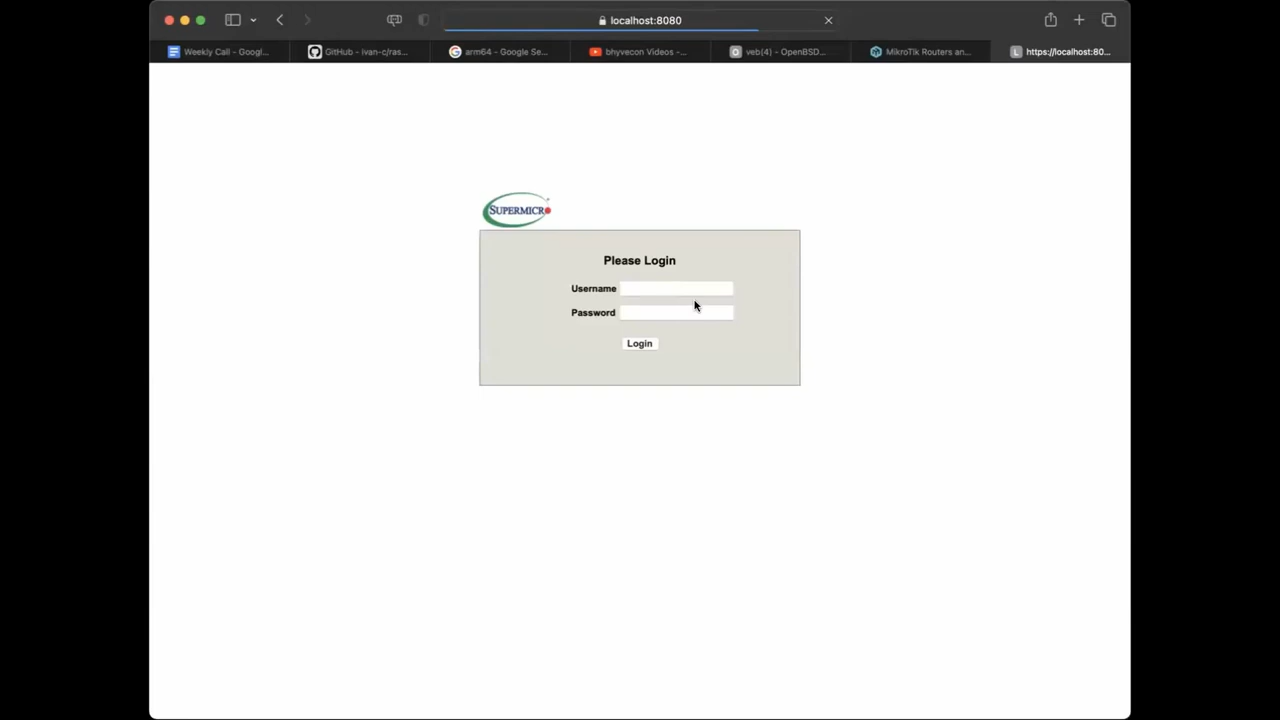 localhost:8080
Weekly Call - Googl...
GitHub - ivan-c/ras...
arm64 - Google Se...
bhyvecon Videos -...
veb(4) - OpenBSD...
MikroTik Routers an...
L
https://localhost:80...
SUPERMICR
Please Login
Username
Password
Login